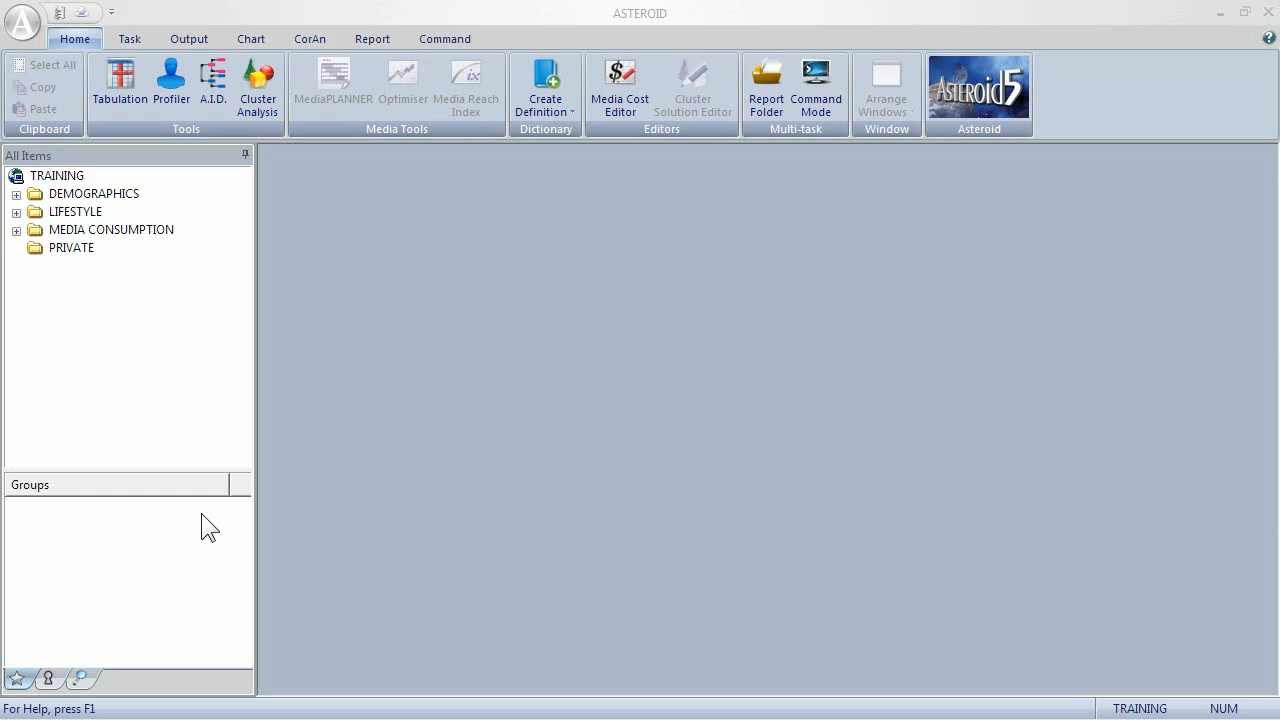 ASTEROID
Home Task Output Chart CorAn Report Command
Select All
Copy
Paste
Clipboard
Tabulation Profiler A.I.D. Cluster Analysis
Tools
MediaPLANNER Optimiser Media Reach Index
Media Tools
Create Definition
Dictionary
Media Cost Editor Cluster Solution Editor
Editors
Report Folder Command Mode
Multi-task
Arrange Windows
Window
ASTEROID 5
Asteroid
All Items
TRAINING
DEMOGRAPHICS
LIFESTYLE
MEDIA CONSUMPTION
PRIVATE
Groups
For Help, press F1 TRAINING NUM